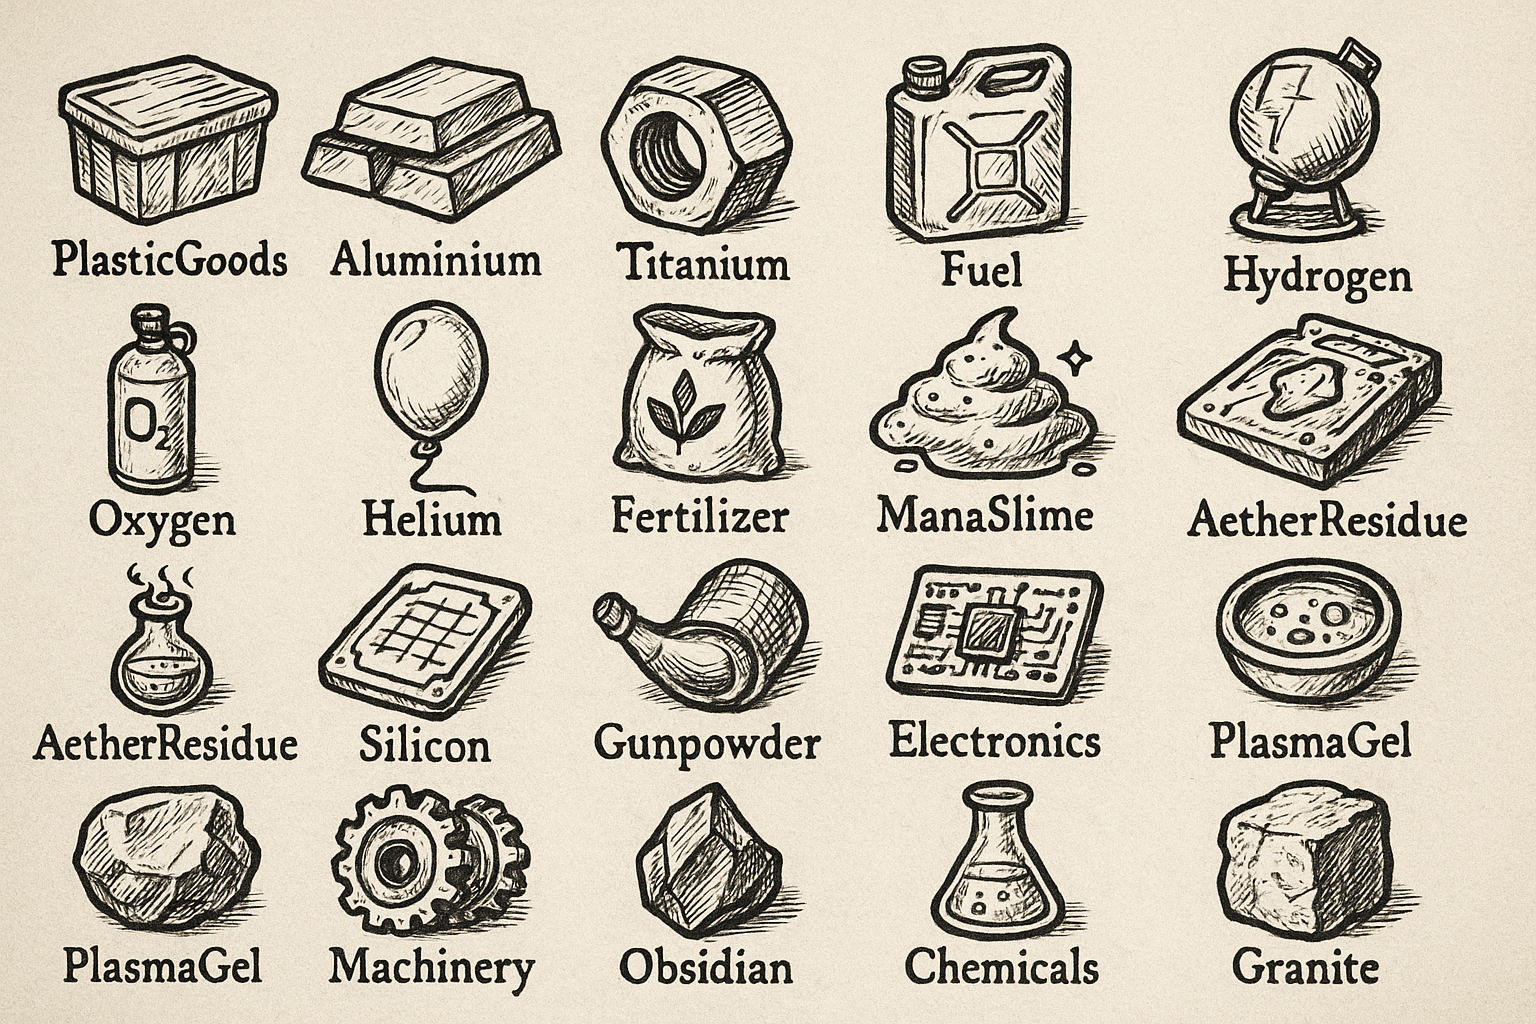 PlasticGoods
Aluminium
Titanium
Fuel
Hydrogen
O2
Oxygen
Helium
Fertilizer
ManaSlime
AetherResidue
AetherResidue
Silicon
Gunpowder
Electronics
PlasmaGel
PlasmaGel
Machinery
Obsidian
Chemicals
Granite